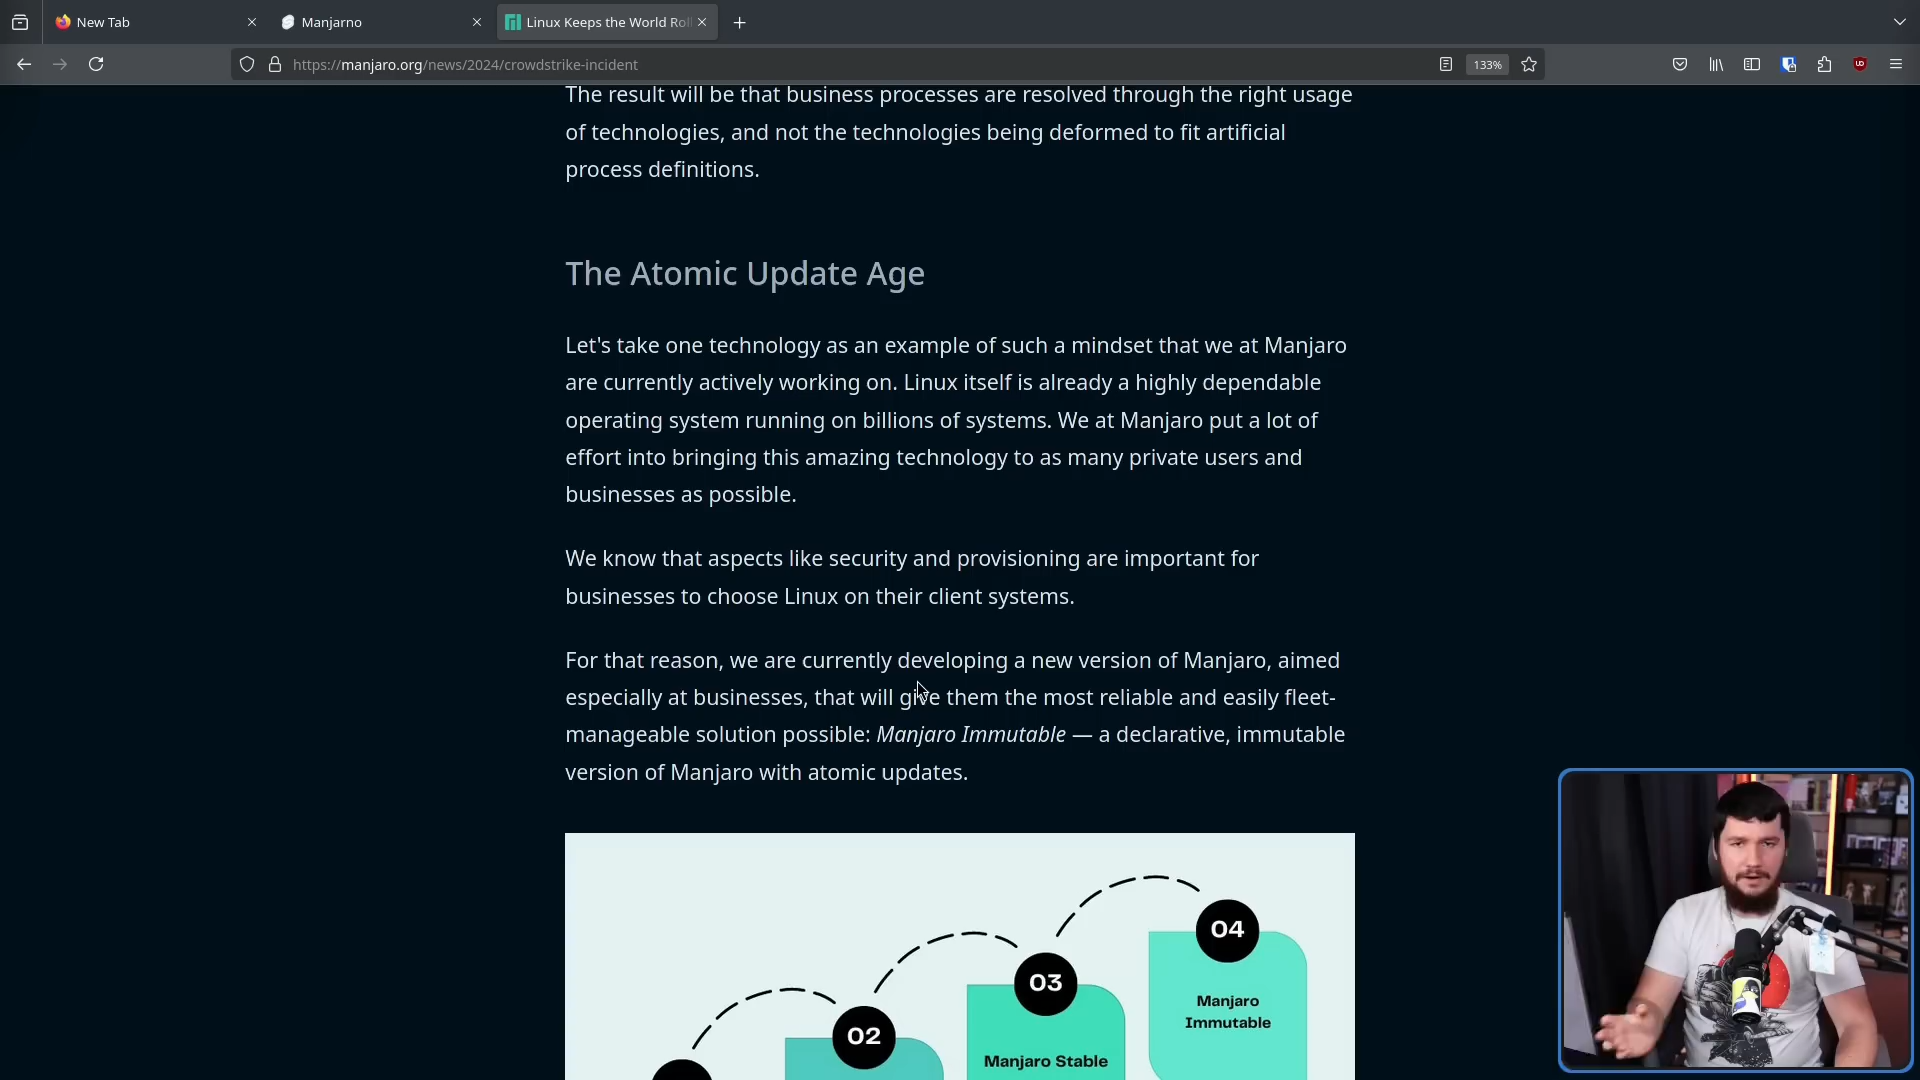 New Tab
Manjarno
Linux Keeps the World Rol
https://manjaro.org/news/2024/crowdstrike-incident
133%
The result will be that business processes are resolved through the right usage
of technologies, and not the technologies being deformed to fit artificial
process definitions.
The Atomic Update Age
Let's take one technology as an example of such a mindset that we at Manjaro
are currently actively working on. Linux itself is already a highly dependable
operating system running on billions of systems. We at Manjaro put a lot of
effort into bringing this amazing technology to as many private users and
businesses as possible.
We know that aspects like security and provisioning are important for
businesses to choose Linux on their client systems.
For that reason, we are currently developing a new version of Manjaro, aimed
especially at businesses, that will give them the most reliable and easily fleet-
manageable solution possible: Manjaro Immutable — a declarative, immutable
version of Manjaro with atomic updates.
04
Manjaro
Immutable
03
Manjaro Stable
02